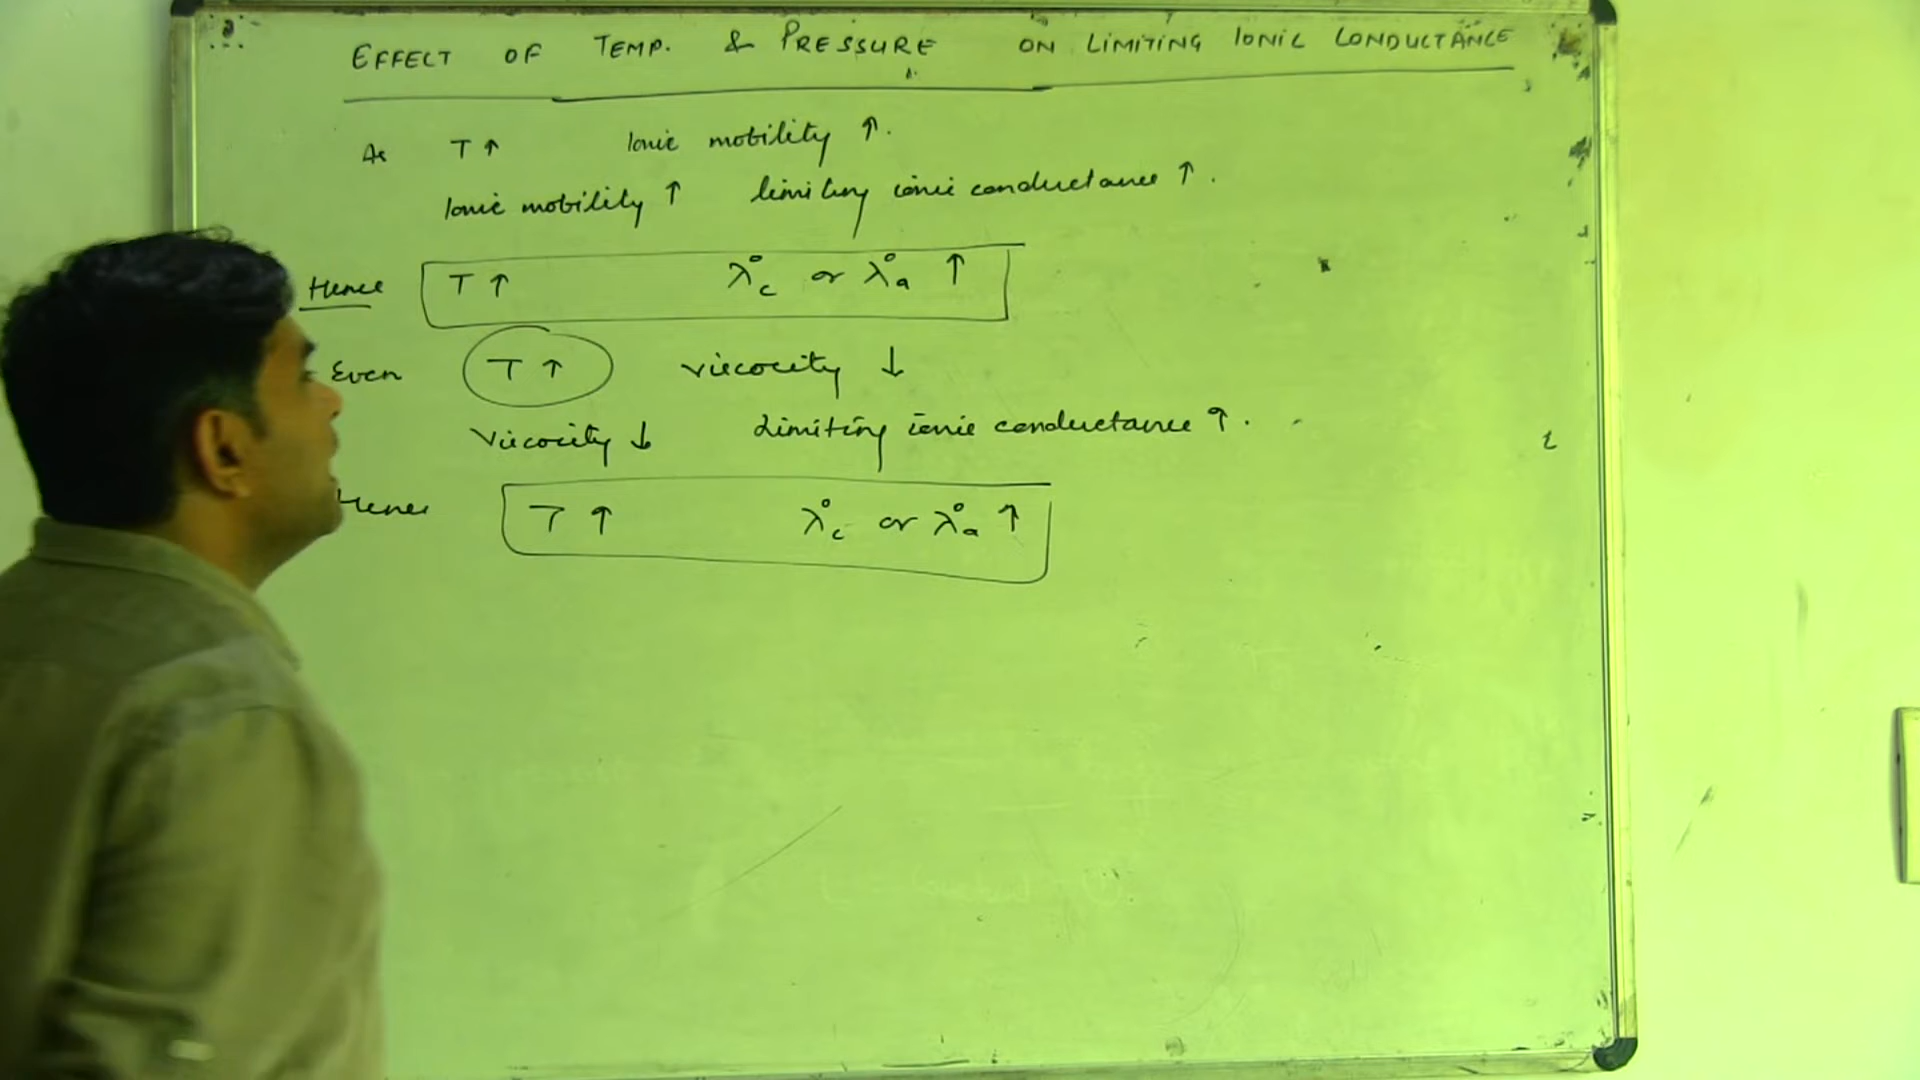 EFFECT OF TEMP. & PRESSURE ON LIMITING IONIC CONDUCTANCE
As T↑ Ionic mobility ↑.
Ionic mobility ↑ limiting ionic conductance ↑.
Hence T↑ λ°c or λ°a ↑
Even T↑ viscosity ↓
Viscosity ↓ Limiting ionic conductance ↑.
Hence T↑ λ°c or λ°a ↑